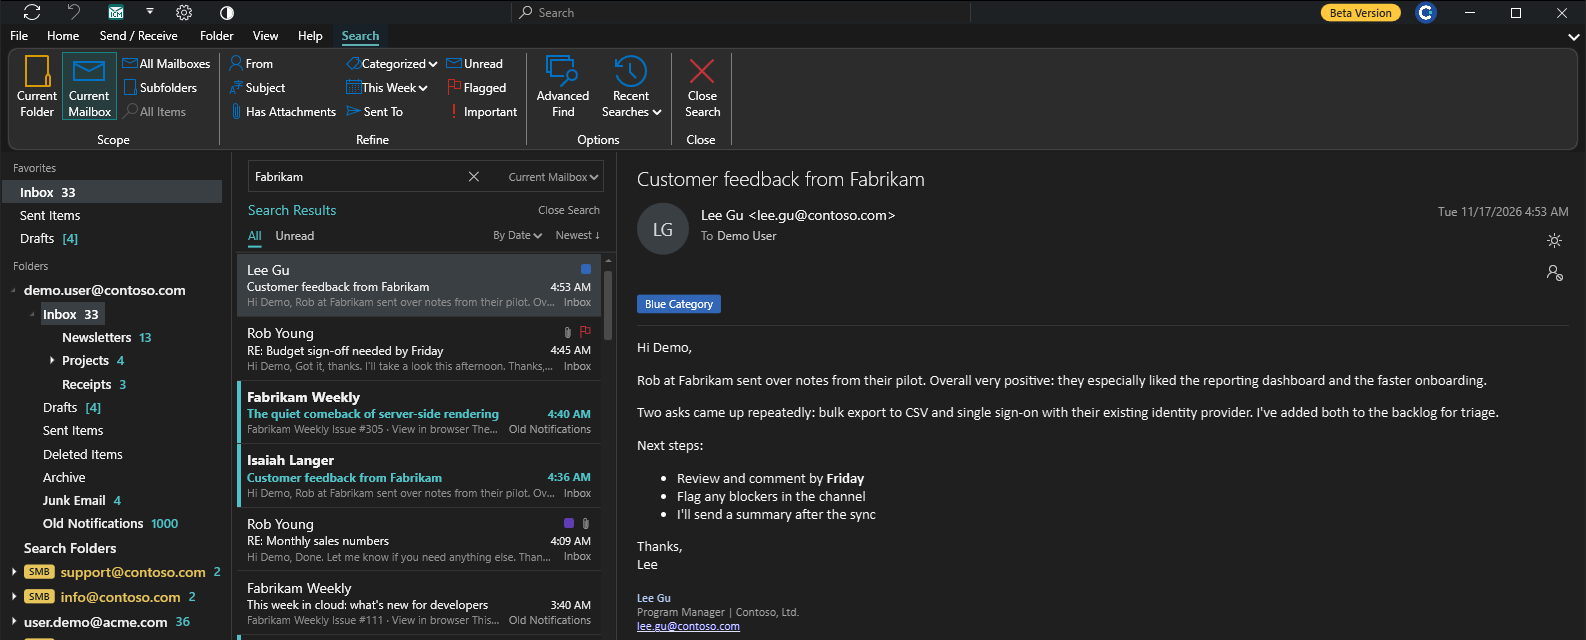 Search
Beta Version
File Home Send / Receive Folder View Help Search
Current Folder
Current Mailbox
All Mailboxes
Subfolders
All Items
Scope
From
Subject
Has Attachments
Categorized
This Week
Sent To
Unread
Flagged
Important
Refine
Advanced Find
Recent Searches
Options
Close Search
Close
Favorites
Inbox 33
Sent Items
Drafts [4]
Folders
demo.user@contoso.com
Inbox 33
Newsletters 13
Projects 4
Receipts 3
Drafts [4]
Sent Items
Deleted Items
Archive
Junk Email 4
Old Notifications 1000
Search Folders
SMB support@contoso.com 2
SMB info@contoso.com 2
user.demo@acme.com 36
Fabrikam Current Mailbox
Search Results Close Search
All Unread By Date Newest ↓
Lee Gu
Customer feedback from Fabrikam 4:53 AM
Hi Demo, Rob at Fabrikam sent over notes from their pilot. Ov... Inbox
Rob Young
RE: Budget sign-off needed by Friday 4:45 AM
Hi Demo, Got it, thanks. I'll take a look this afternoon. Thanks,... Inbox
Fabrikam Weekly
The quiet comeback of server-side rendering 4:40 AM
Fabrikam Weekly Issue #305 · View in browser The... Old Notifications
Isaiah Langer
Customer feedback from Fabrikam 4:36 AM
Hi Demo, Rob at Fabrikam sent over notes from their pilot. Ov... Inbox
Rob Young
RE: Monthly sales numbers 4:09 AM
Hi Demo, Done. Let me know if you need anything else. Than... Inbox
Fabrikam Weekly
This week in cloud: what's new for developers 3:40 AM
Fabrikam Weekly Issue #111 · View in browser This... Old Notifications
Customer feedback from Fabrikam
LG
Lee Gu <lee.gu@contoso.com>
Tue 11/17/2026 4:53 AM
To Demo User
Blue Category
Hi Demo,
Rob at Fabrikam sent over notes from their pilot. Overall very positive: they especially liked the reporting dashboard and the faster onboarding.
Two asks came up repeatedly: bulk export to CSV and single sign-on with their existing identity provider. I've added both to the backlog for triage.
Next steps:
• Review and comment by Friday
• Flag any blockers in the channel
• I'll send a summary after the sync
Thanks,
Lee
Lee Gu
Program Manager | Contoso, Ltd.
lee.gu@contoso.com